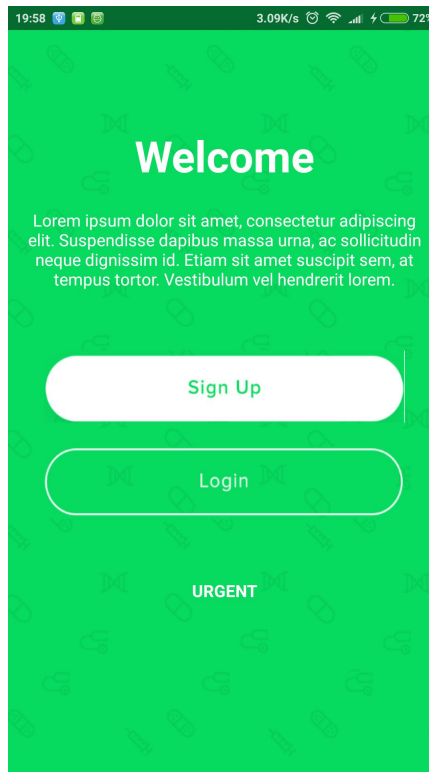 19:58 3.09K/s 72%
Welcome
Lorem ipsum dolor sit amet, consectetur adipiscing
elit. Suspendisse dapibus massa urna, ac sollicitudin
neque dignissim id. Etiam sit amet suscipit sem, at
tempus tortor. Vestibulum vel hendrerit lorem.
Sign Up
Login
URGENT